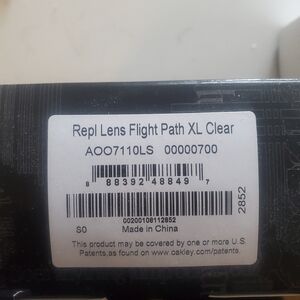 Repl Lens Flight Path XL Clear
AOO7110LS 00000700
8 88392 48849 7
00200108112852
2852
S0 Made in China
This product may be covered by one or more U.S.
Patents,as found on www.oakley.com/patents.